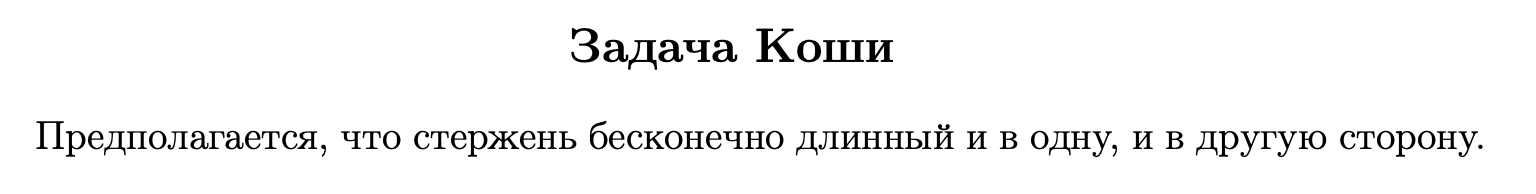 Задача Коши
Предполагается, что стержень бесконечно длинный и в одну, и в другую сторону.